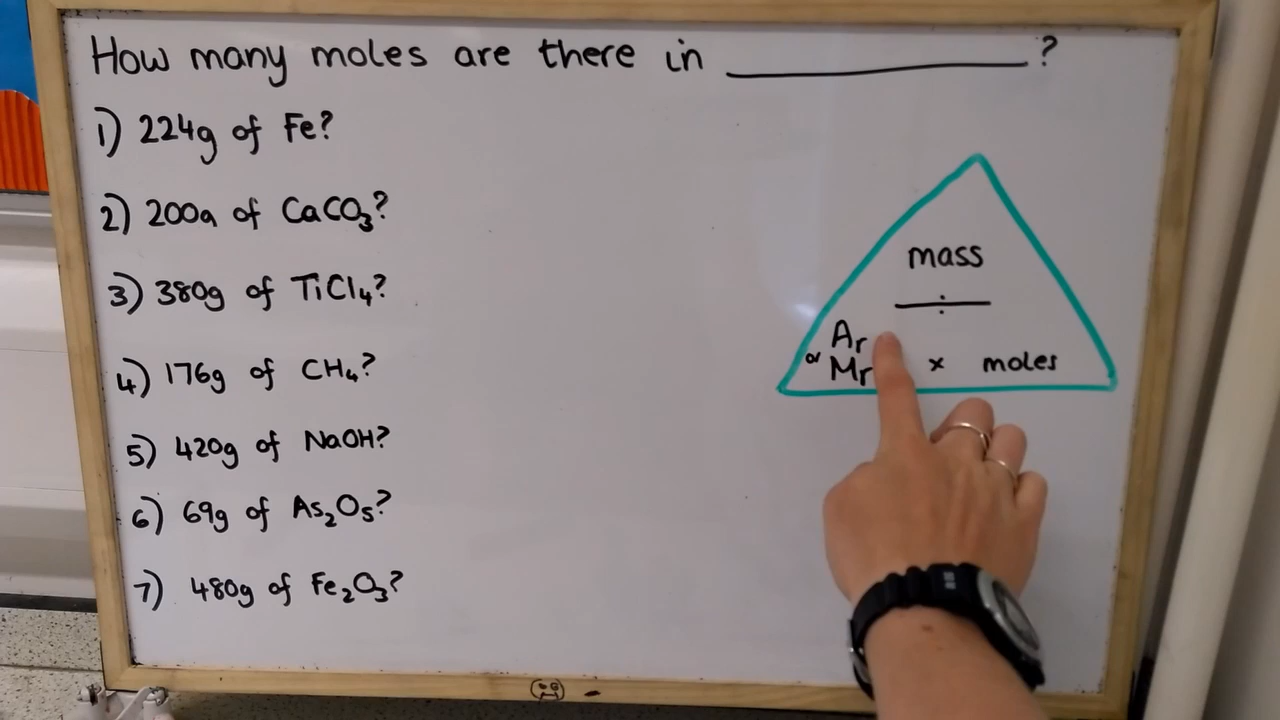 How many moles are there in ________?
1) 224g of Fe?
2) 200g of CaCO₃?
3) 380g of TiCl₄?
4) 176g of CH₄?
5) 420g of NaOH?
6) 69g of As₂O₅?
7) 480g of Fe₂O₃?
mass
÷
Ar
or Mr × moles